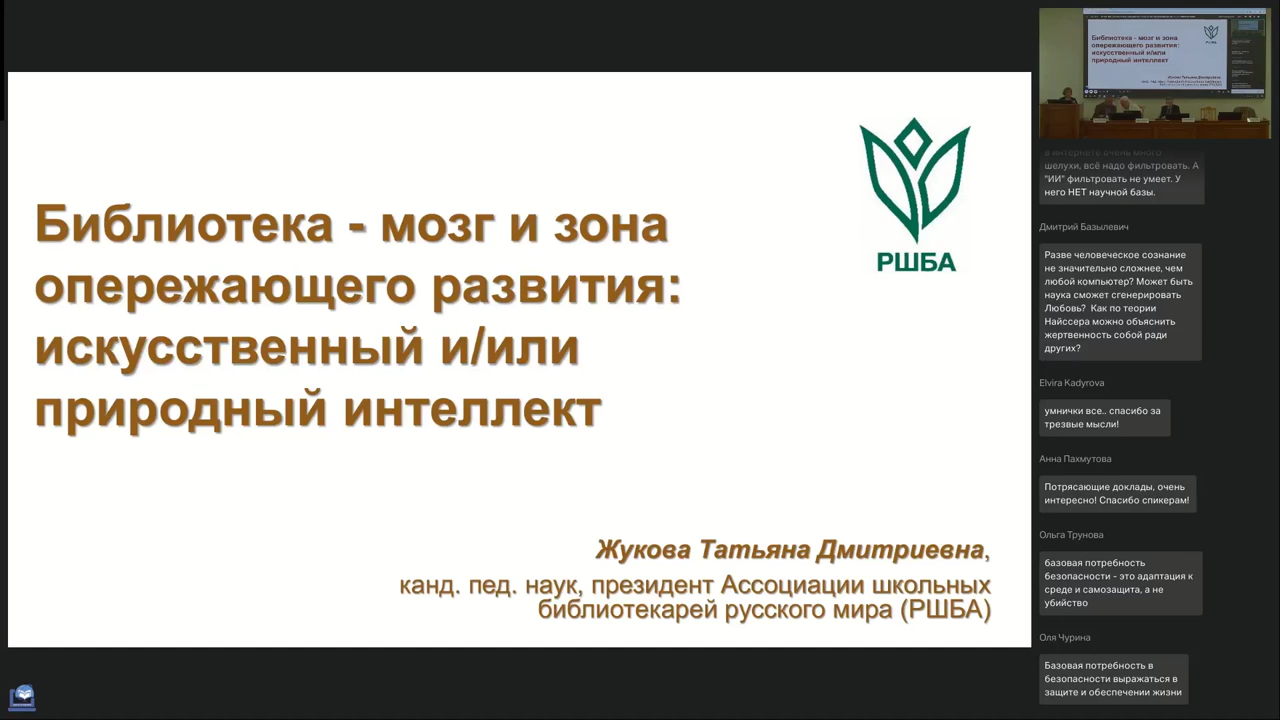 Библиотека - мозг и зона
опережающего развития:
искусственный и/или
природный интеллект
РШБА
Жукова Татьяна Дмитриевна,
канд. пед. наук, президент Ассоциации школьных
библиотекарей русского мира (РШБА)
Библиотека - мозг и зона
опережающего развития:
искусственный и/или
природный интеллект
в интернете очень много
шелухи, всё надо фильтровать. А
"ИИ" фильтровать не умеет. У
него НЕТ научной базы.
Дмитрий Базылевич
Разве человеческое сознание
не значительно сложнее, чем
любой компьютер? Может быть
наука сможет сгенерировать
Любовь? Как по теории
Найссера можно объяснить
жертвенность собой ради
других?
Elvira Kadyrova
умнички все.. спасибо за
трезвые мысли!
Анна Пахмутова
Потрясающие доклады, очень
интересно! Спасибо спикерам!
Ольга Трунова
базовая потребность
безопасности - это адаптация к
среде и самозащита, а не
убийство
Оля Чурина
Базовая потребность в
безопасности выражаться в
защите и обеспечении жизни